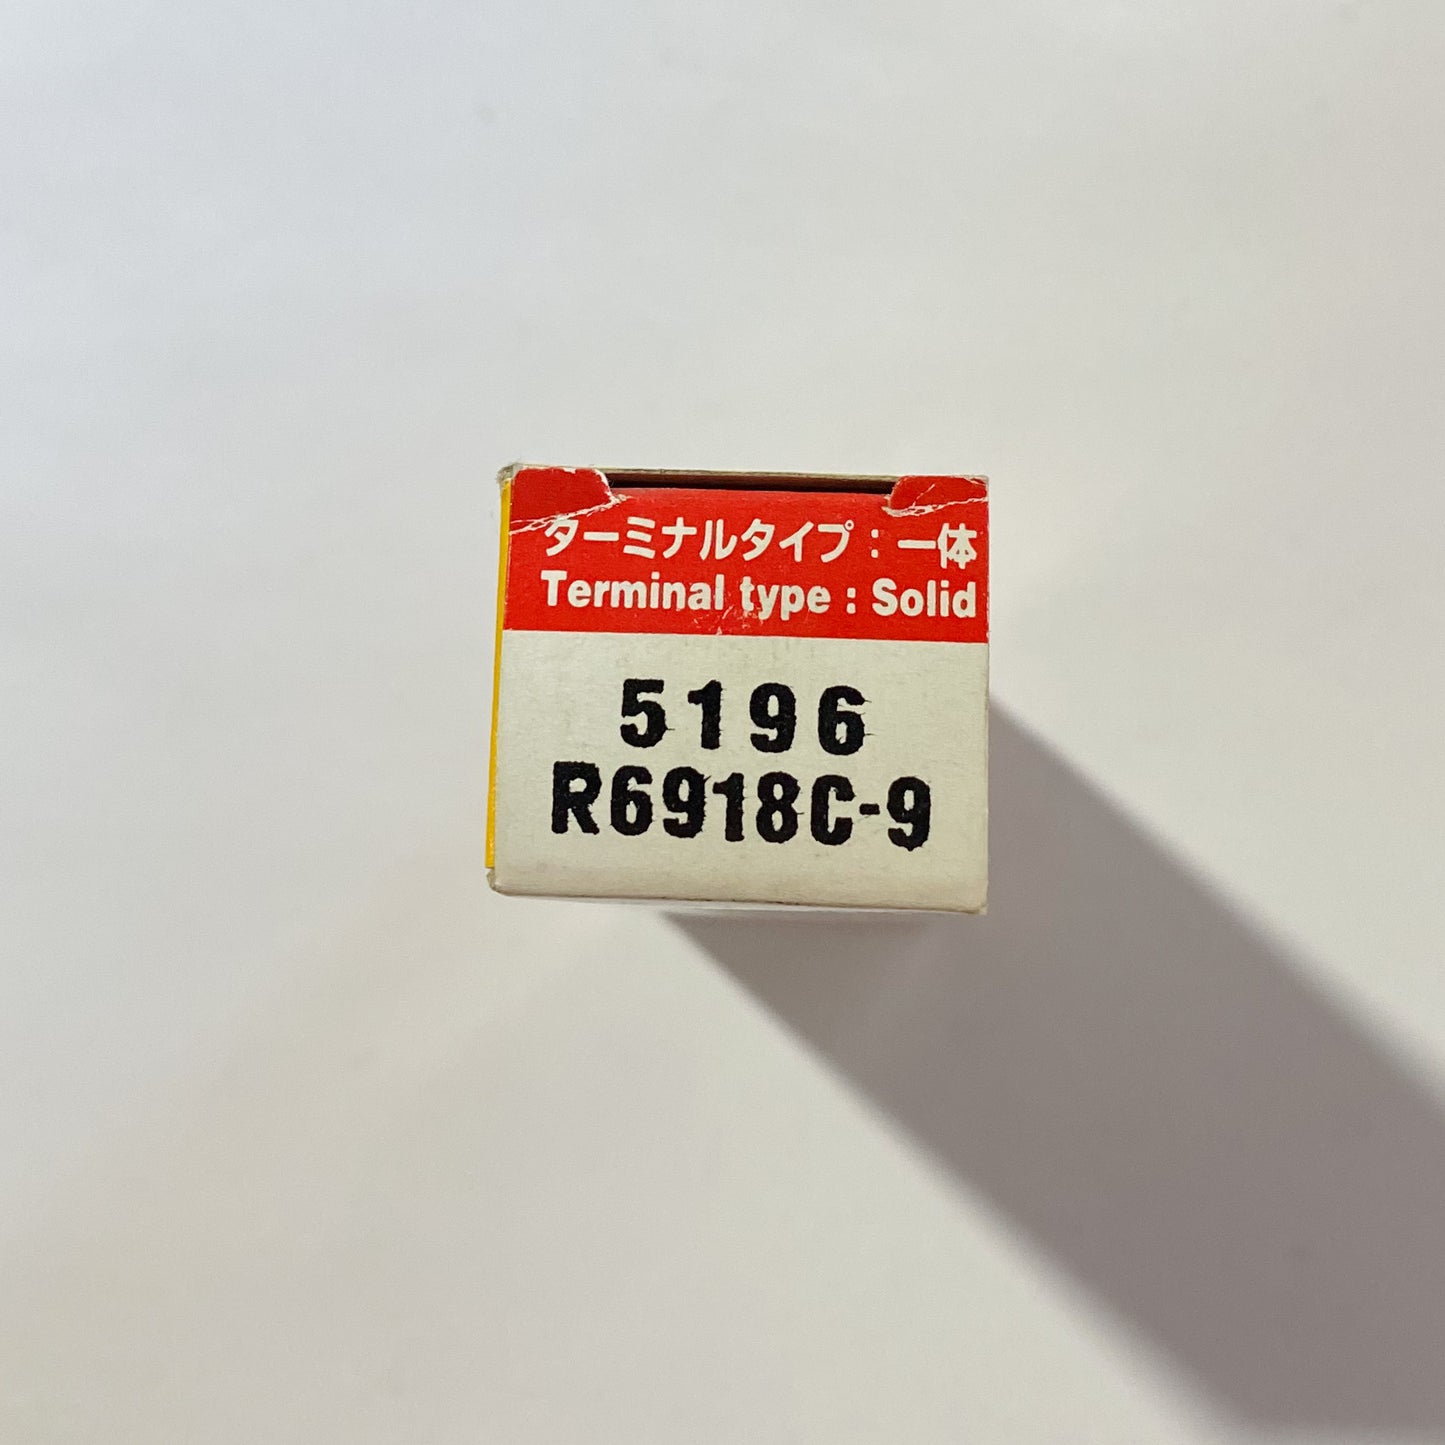 ターミナルタイプ：一体
Terminal type : Solid
5196
R6918C-9